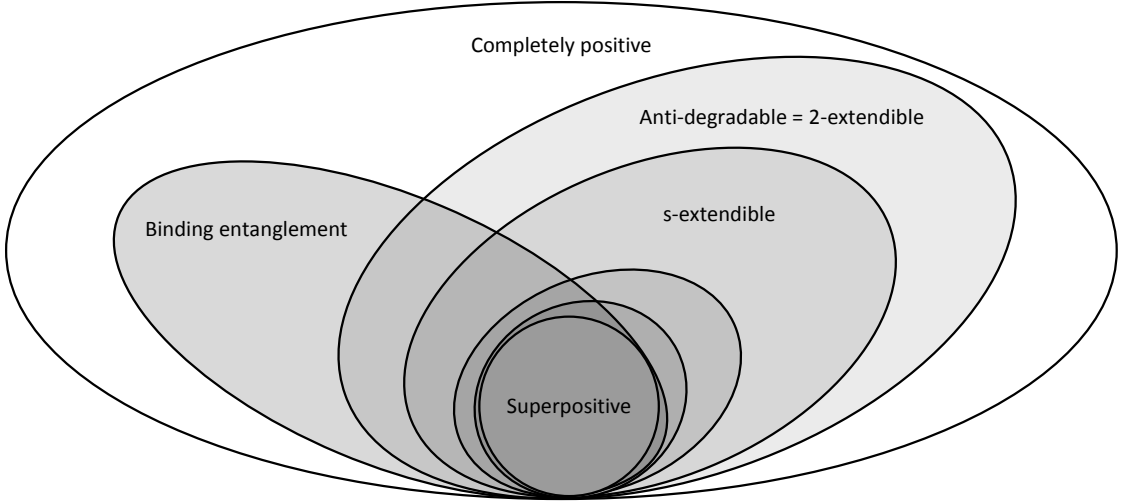 Completely positive
Anti-degradable = 2-extendible
s-extendible
Binding entanglement
Superpositive